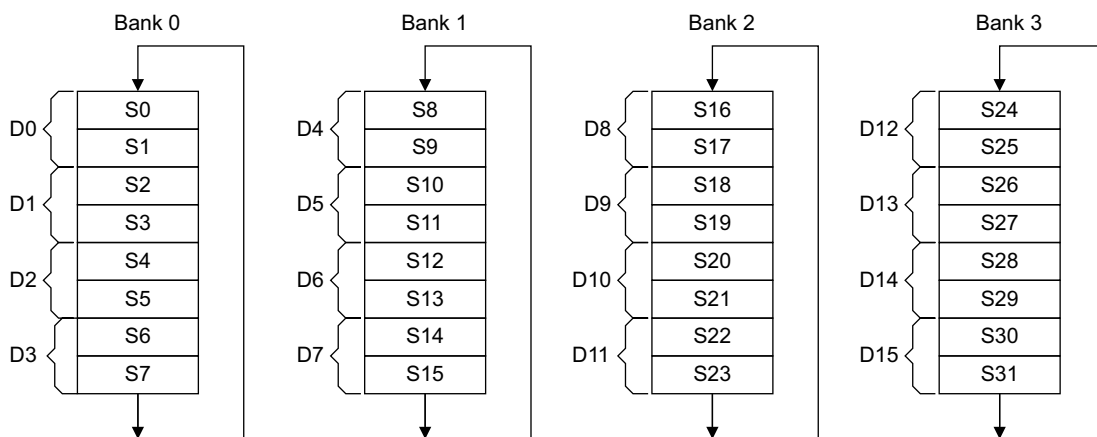 Bank 0
Bank 1
Bank 2
Bank 3
D0
S0
S1
D1
S2
S3
D2
S4
S5
D3
S6
S7
D4
S8
S9
D5
S10
S11
D6
S12
S13
D7
S14
S15
D8
S16
S17
D9
S18
S19
D10
S20
S21
D11
S22
S23
D12
S24
S25
D13
S26
S27
D14
S28
S29
D15
S30
S31